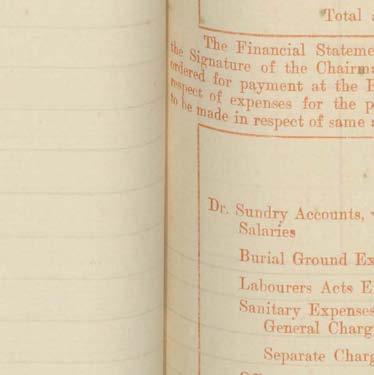 Total
The Financial Stateme
the Signature of the Chairma
ordered for payment at the
respect of expenses for the p
to be made in respect of same
Dr. Sundry Accounts,
Salaries
Burial Ground Ex
Labourers Acts E
Sanitary Expenses
General Charg
Separate Charg